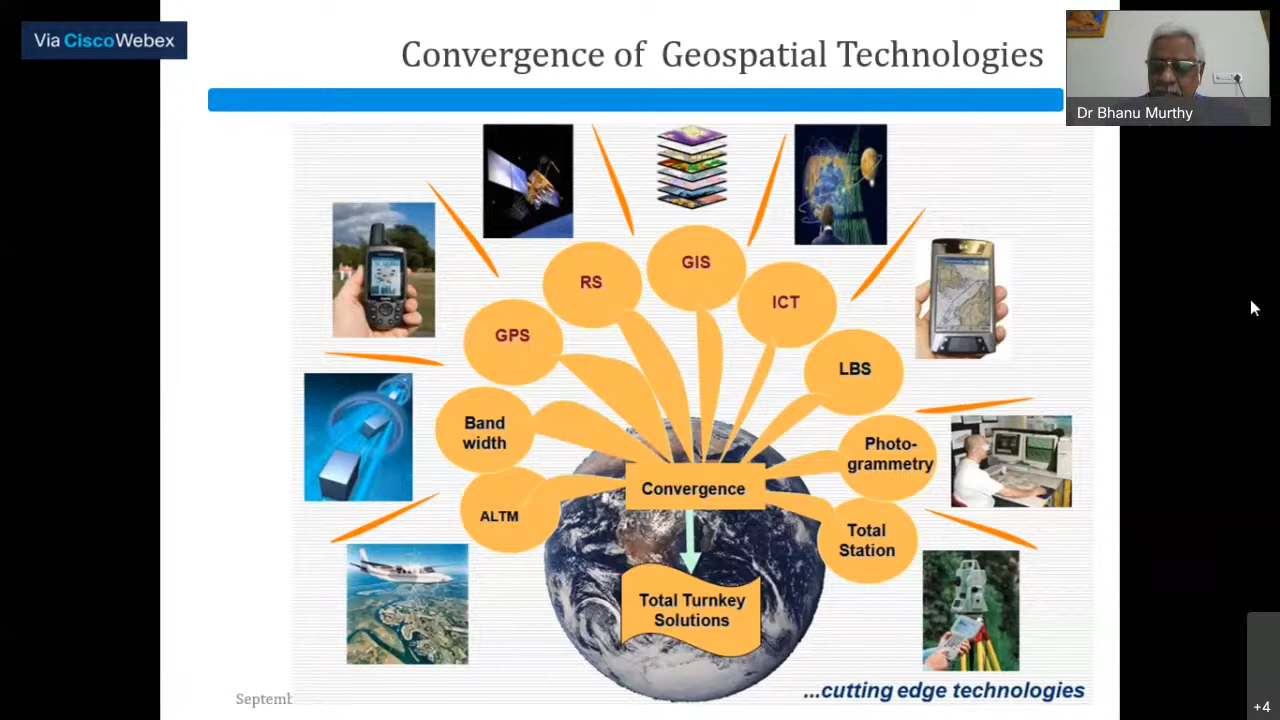 Via CiscoWebex
Convergence of Geospatial Technologies
Dr Bhanu Murthy
GIS
RS
ICT
GPS
LBS
Band
width
Photo-
grammetry
Convergence
ALTM
Total
Station
Total Turnkey
Solutions
...cutting edge technologies
Septemb
+4